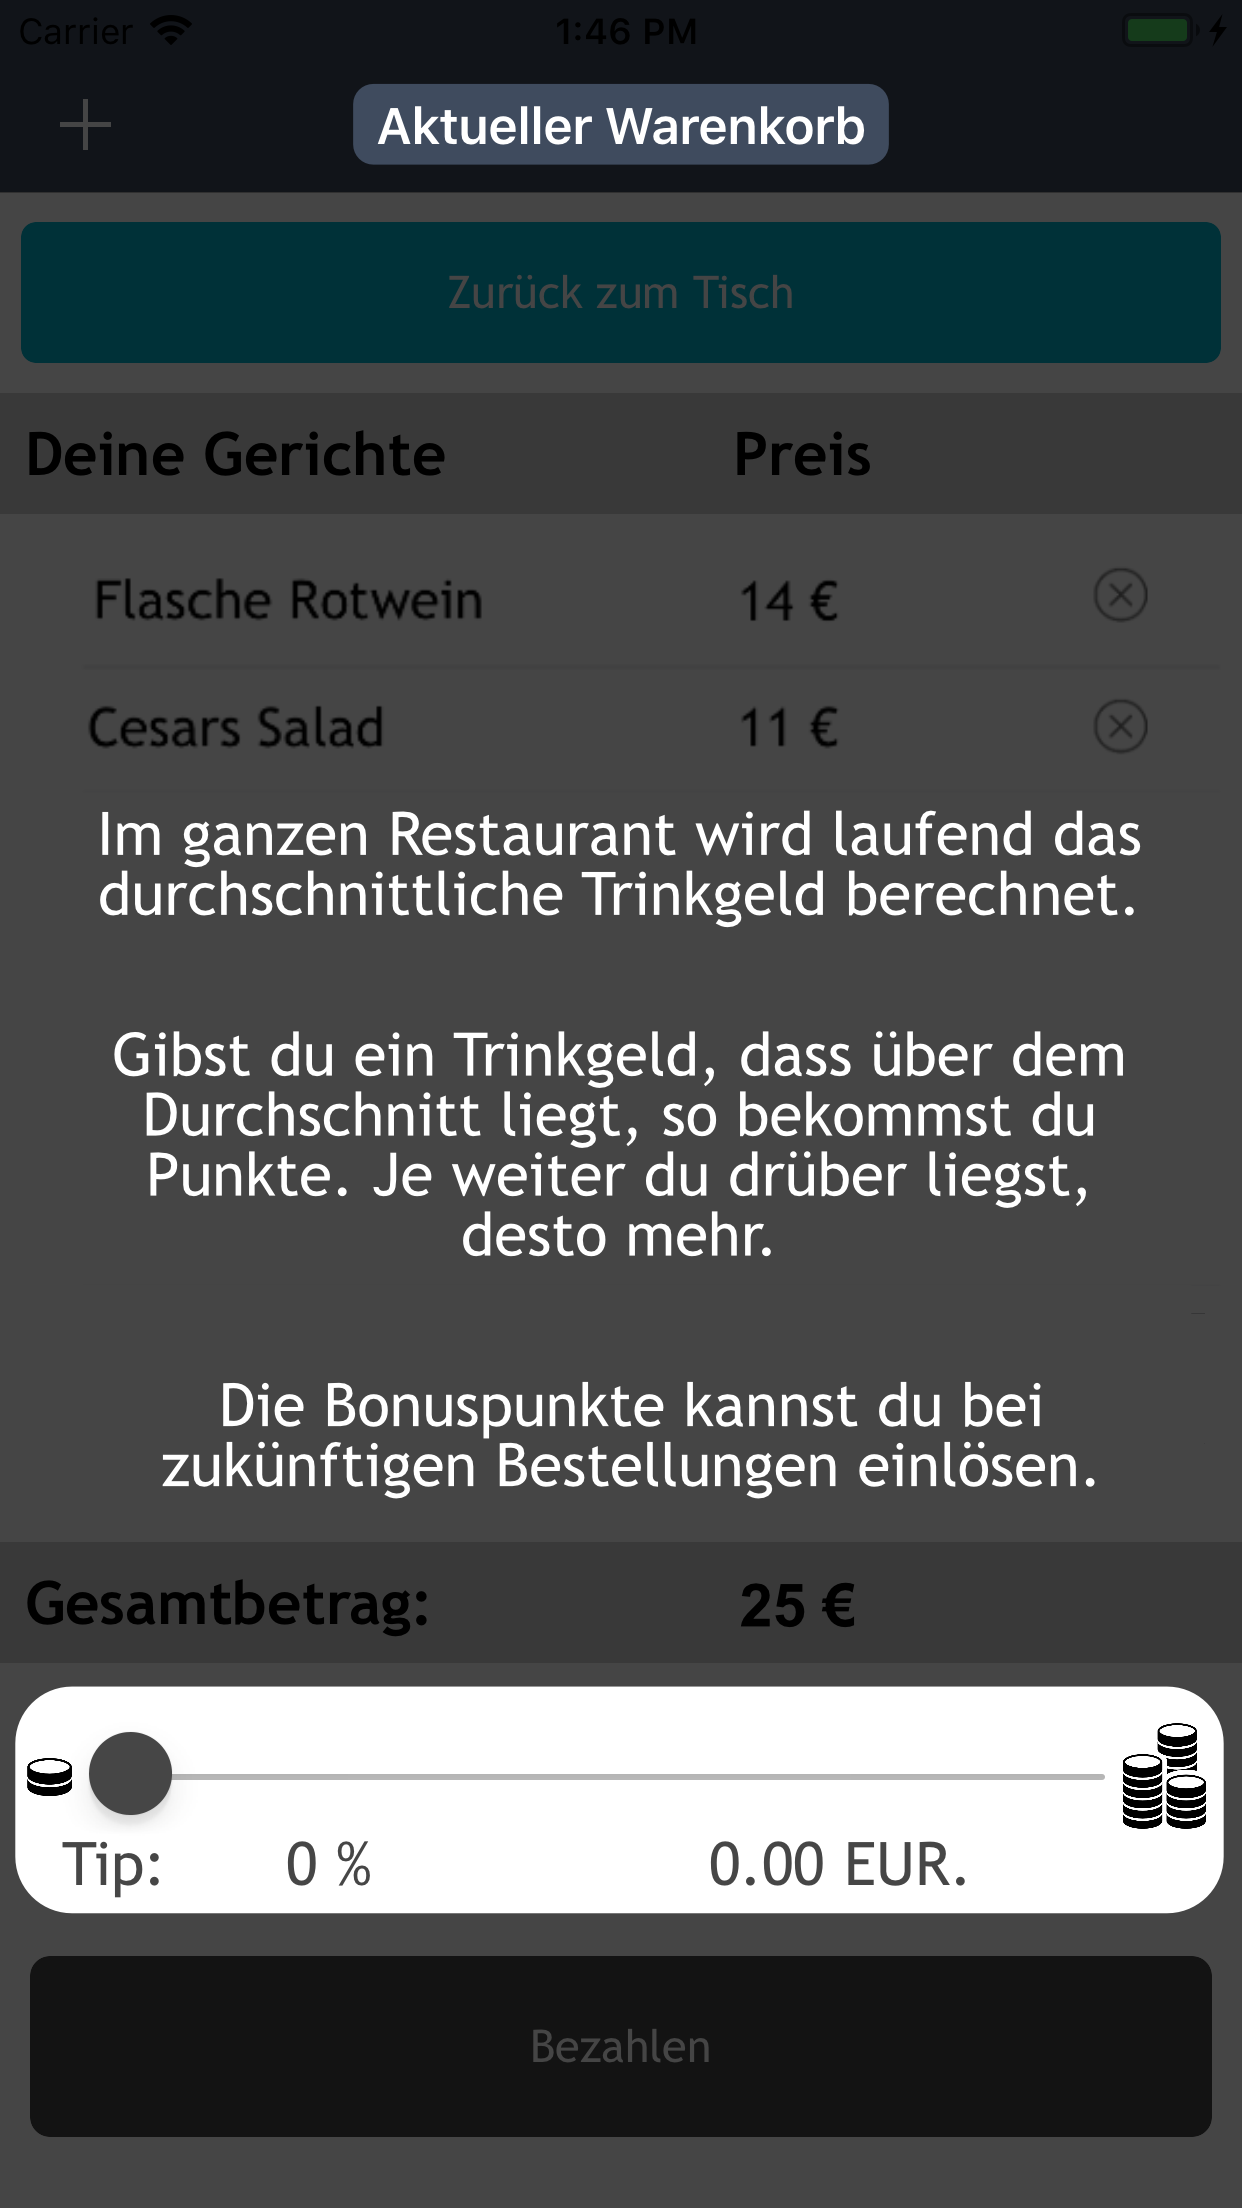 Carrier 1:46 PM
Aktueller Warenkorb
Zurück zum Tisch
Deine Gerichte Preis
Flasche Rotwein 14 €
Cesars Salad 11 €
Im ganzen Restaurant wird laufend das
durchschnittliche Trinkgeld berechnet.
Gibst du ein Trinkgeld, dass über dem
Durchschnitt liegt, so bekommst du
Punkte. Je weiter du drüber liegst,
desto mehr.
Die Bonuspunkte kannst du bei
zukünftigen Bestellungen einlösen.
Gesamtbetrag: 25 €
Tip: 0 % 0.00 EUR.
Bezahlen